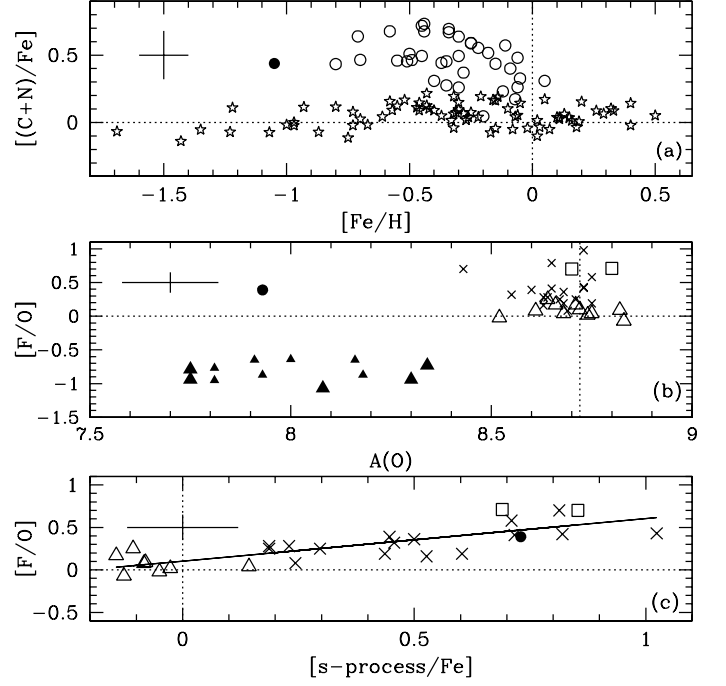 [(C+N)/Fe]
0.5
0
(a)
-1.5 -1 -0.5 0 0.5
[Fe/H]
[F/O]
1
0.5
0
-0.5
-1
-1.5
(b)
7.5 8 8.5 9
A(O)
[F/O]
1
0.5
0
-0.5
(c)
0 0.5 1
[s-process/Fe]